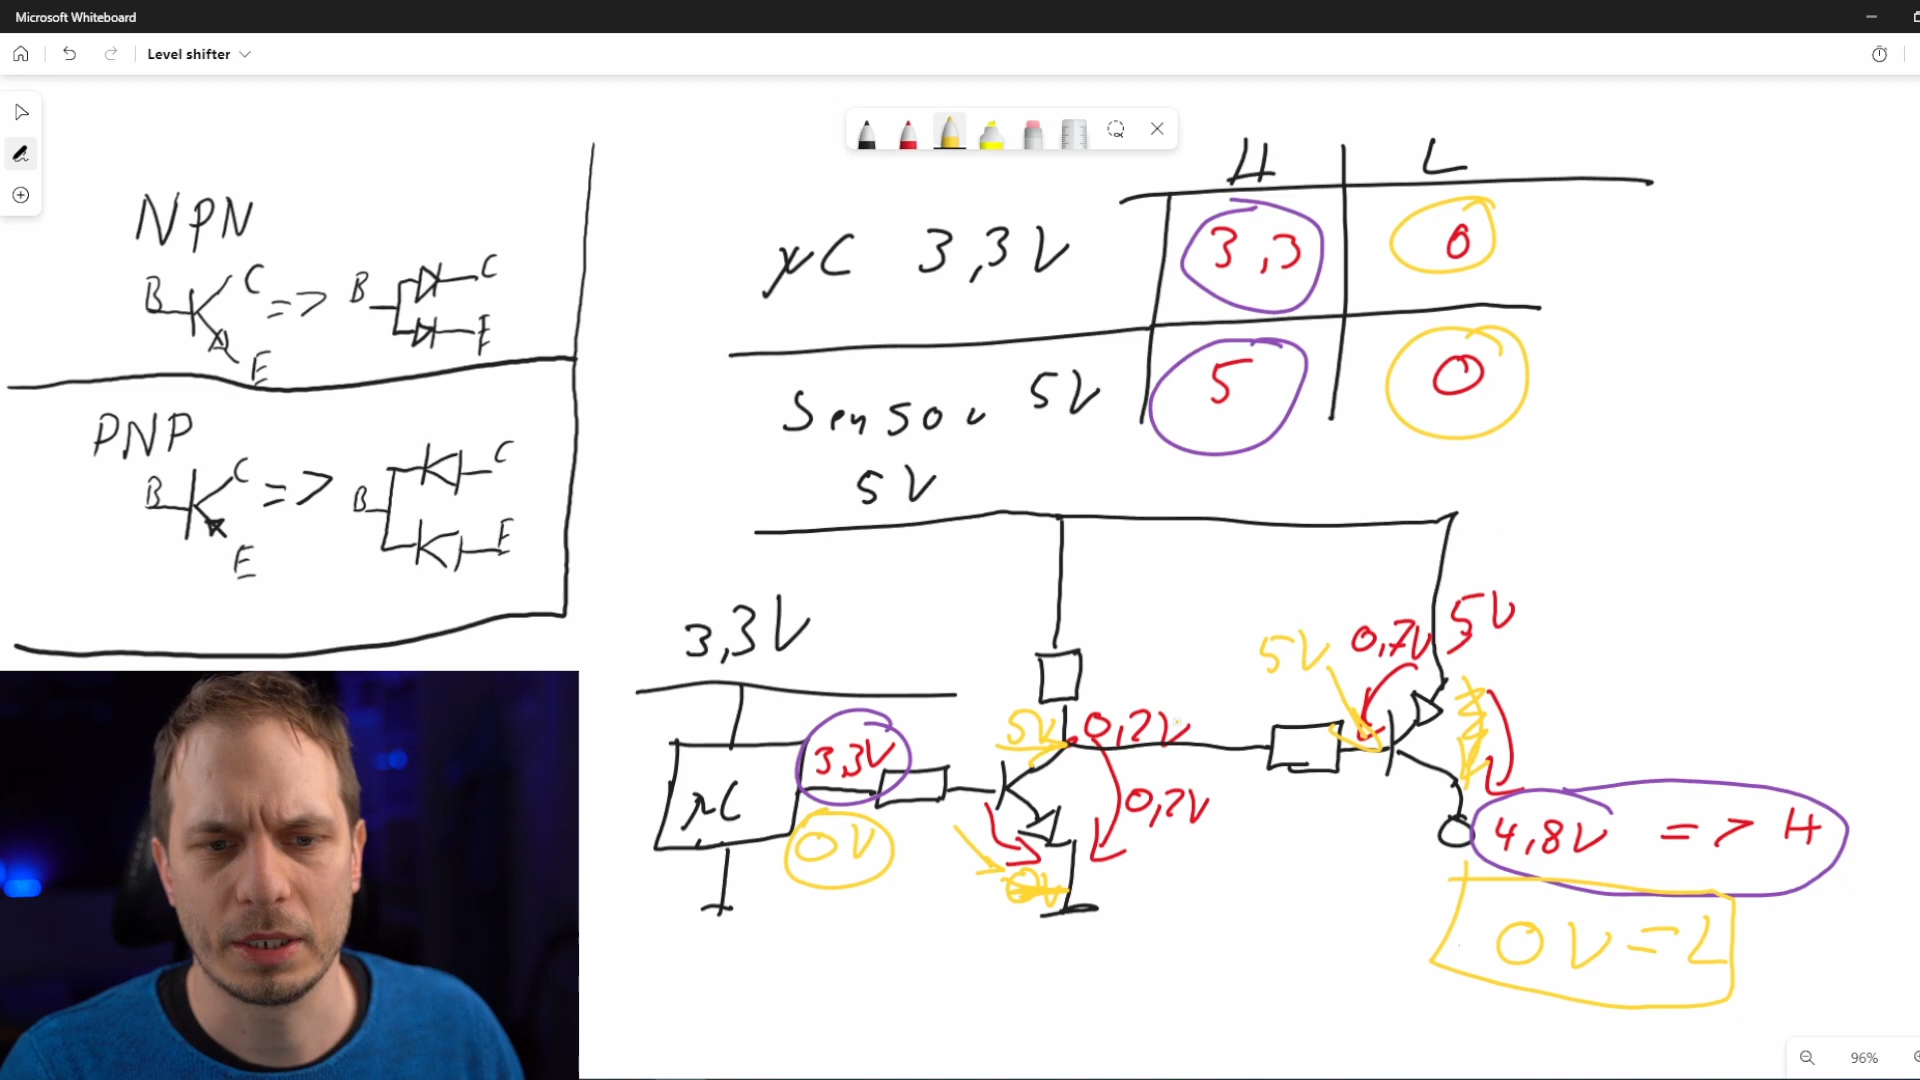 Microsoft Whiteboard
Level shifter
H L
NPN
µC 3,3V 3,3 0
B C => B C
E E
Sensor 5V 5 0
PNP
B C => B C
E E
5V
3,3V
5V 0,7V 5V
5V 0,2V
µC 3,3V
0,2V
0V
4,8V => H
0V
0V=L
96%